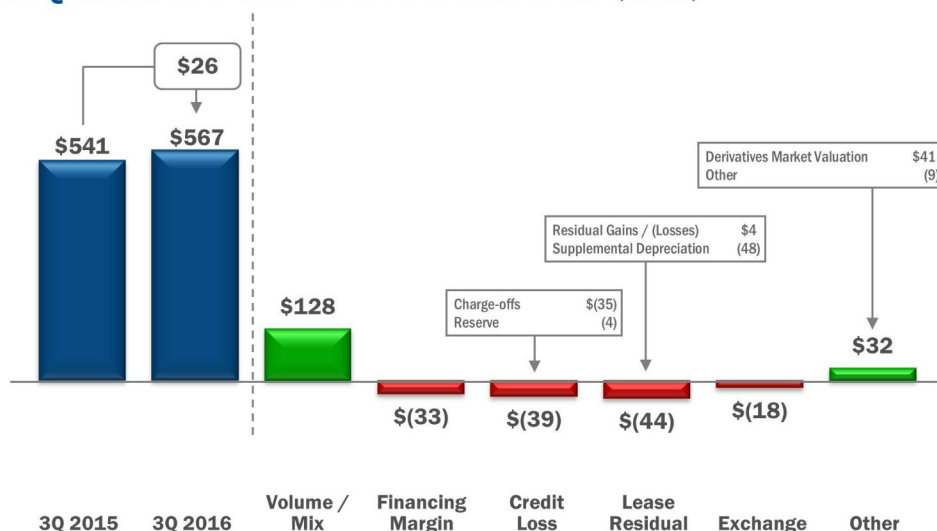 $26
$541
$567
Derivatives Market Valuation $41
Other (9)
Residual Gains / (Losses) $4
Supplemental Depreciation (48)
Charge-offs $(35)
Reserve (4)
$128
$32
$(33)
$(39)
$(44)
$(18)
3Q 2015
3Q 2016
Volume /
Mix
Financing
Margin
Credit
Loss
Lease
Residual
Exchange
Other